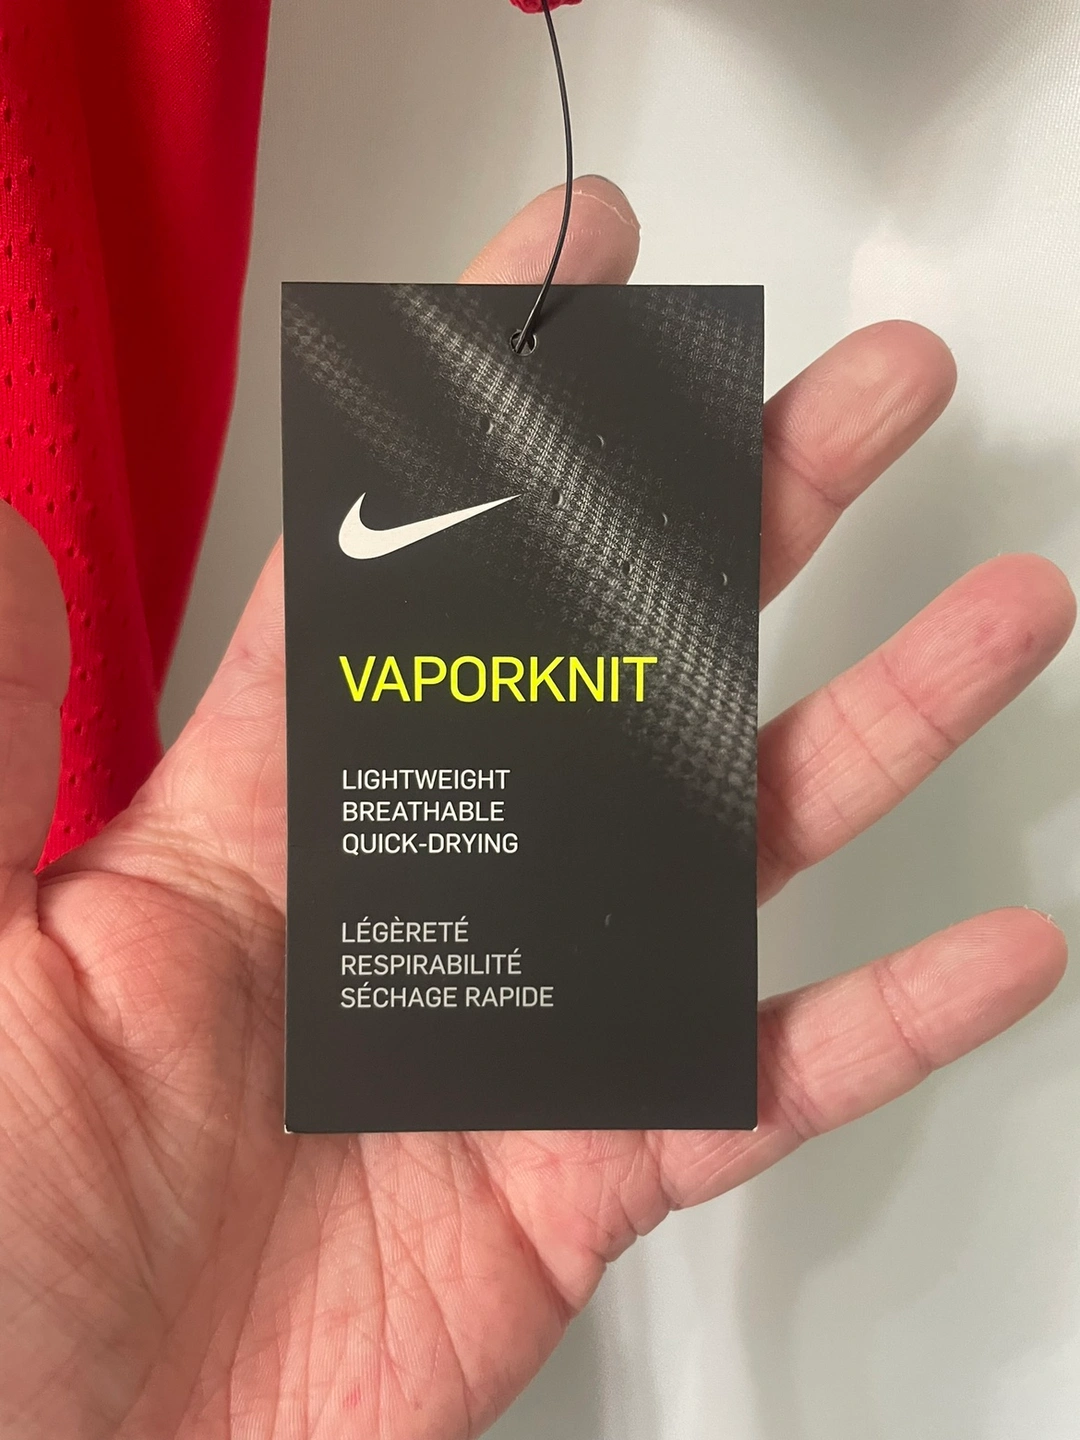 VAPORKNIT
LIGHTWEIGHT
BREATHABLE
QUICK-DRYING
LÉGÈRETÉ
RESPIRABILITÉ
SÉCHAGE RAPIDE